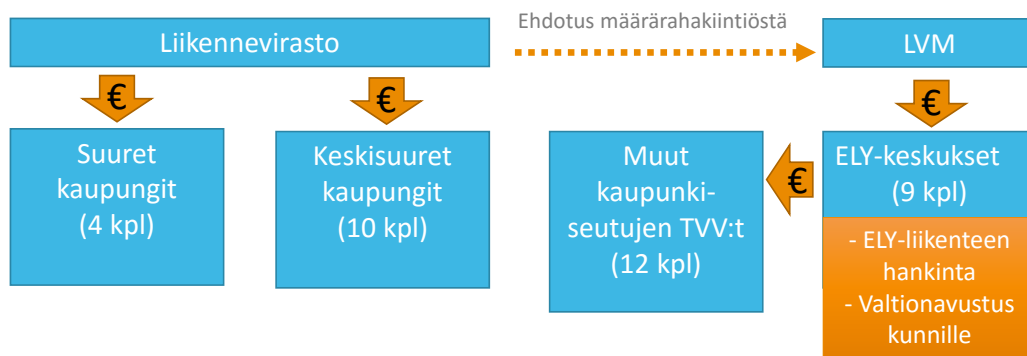 Ehdotus määrärahakiintiöstä
Liikennevirasto
LVM
€
€
€
Suuret
kaupungit
(4 kpl)
Keskisuuret
kaupungit
(10 kpl)
Muut
kaupunki-
seutujen TVV:t
(12 kpl)
€
ELY-keskukset
(9 kpl)
- ELY-liikenteen
hankinta
- Valtionavustus
kunnille